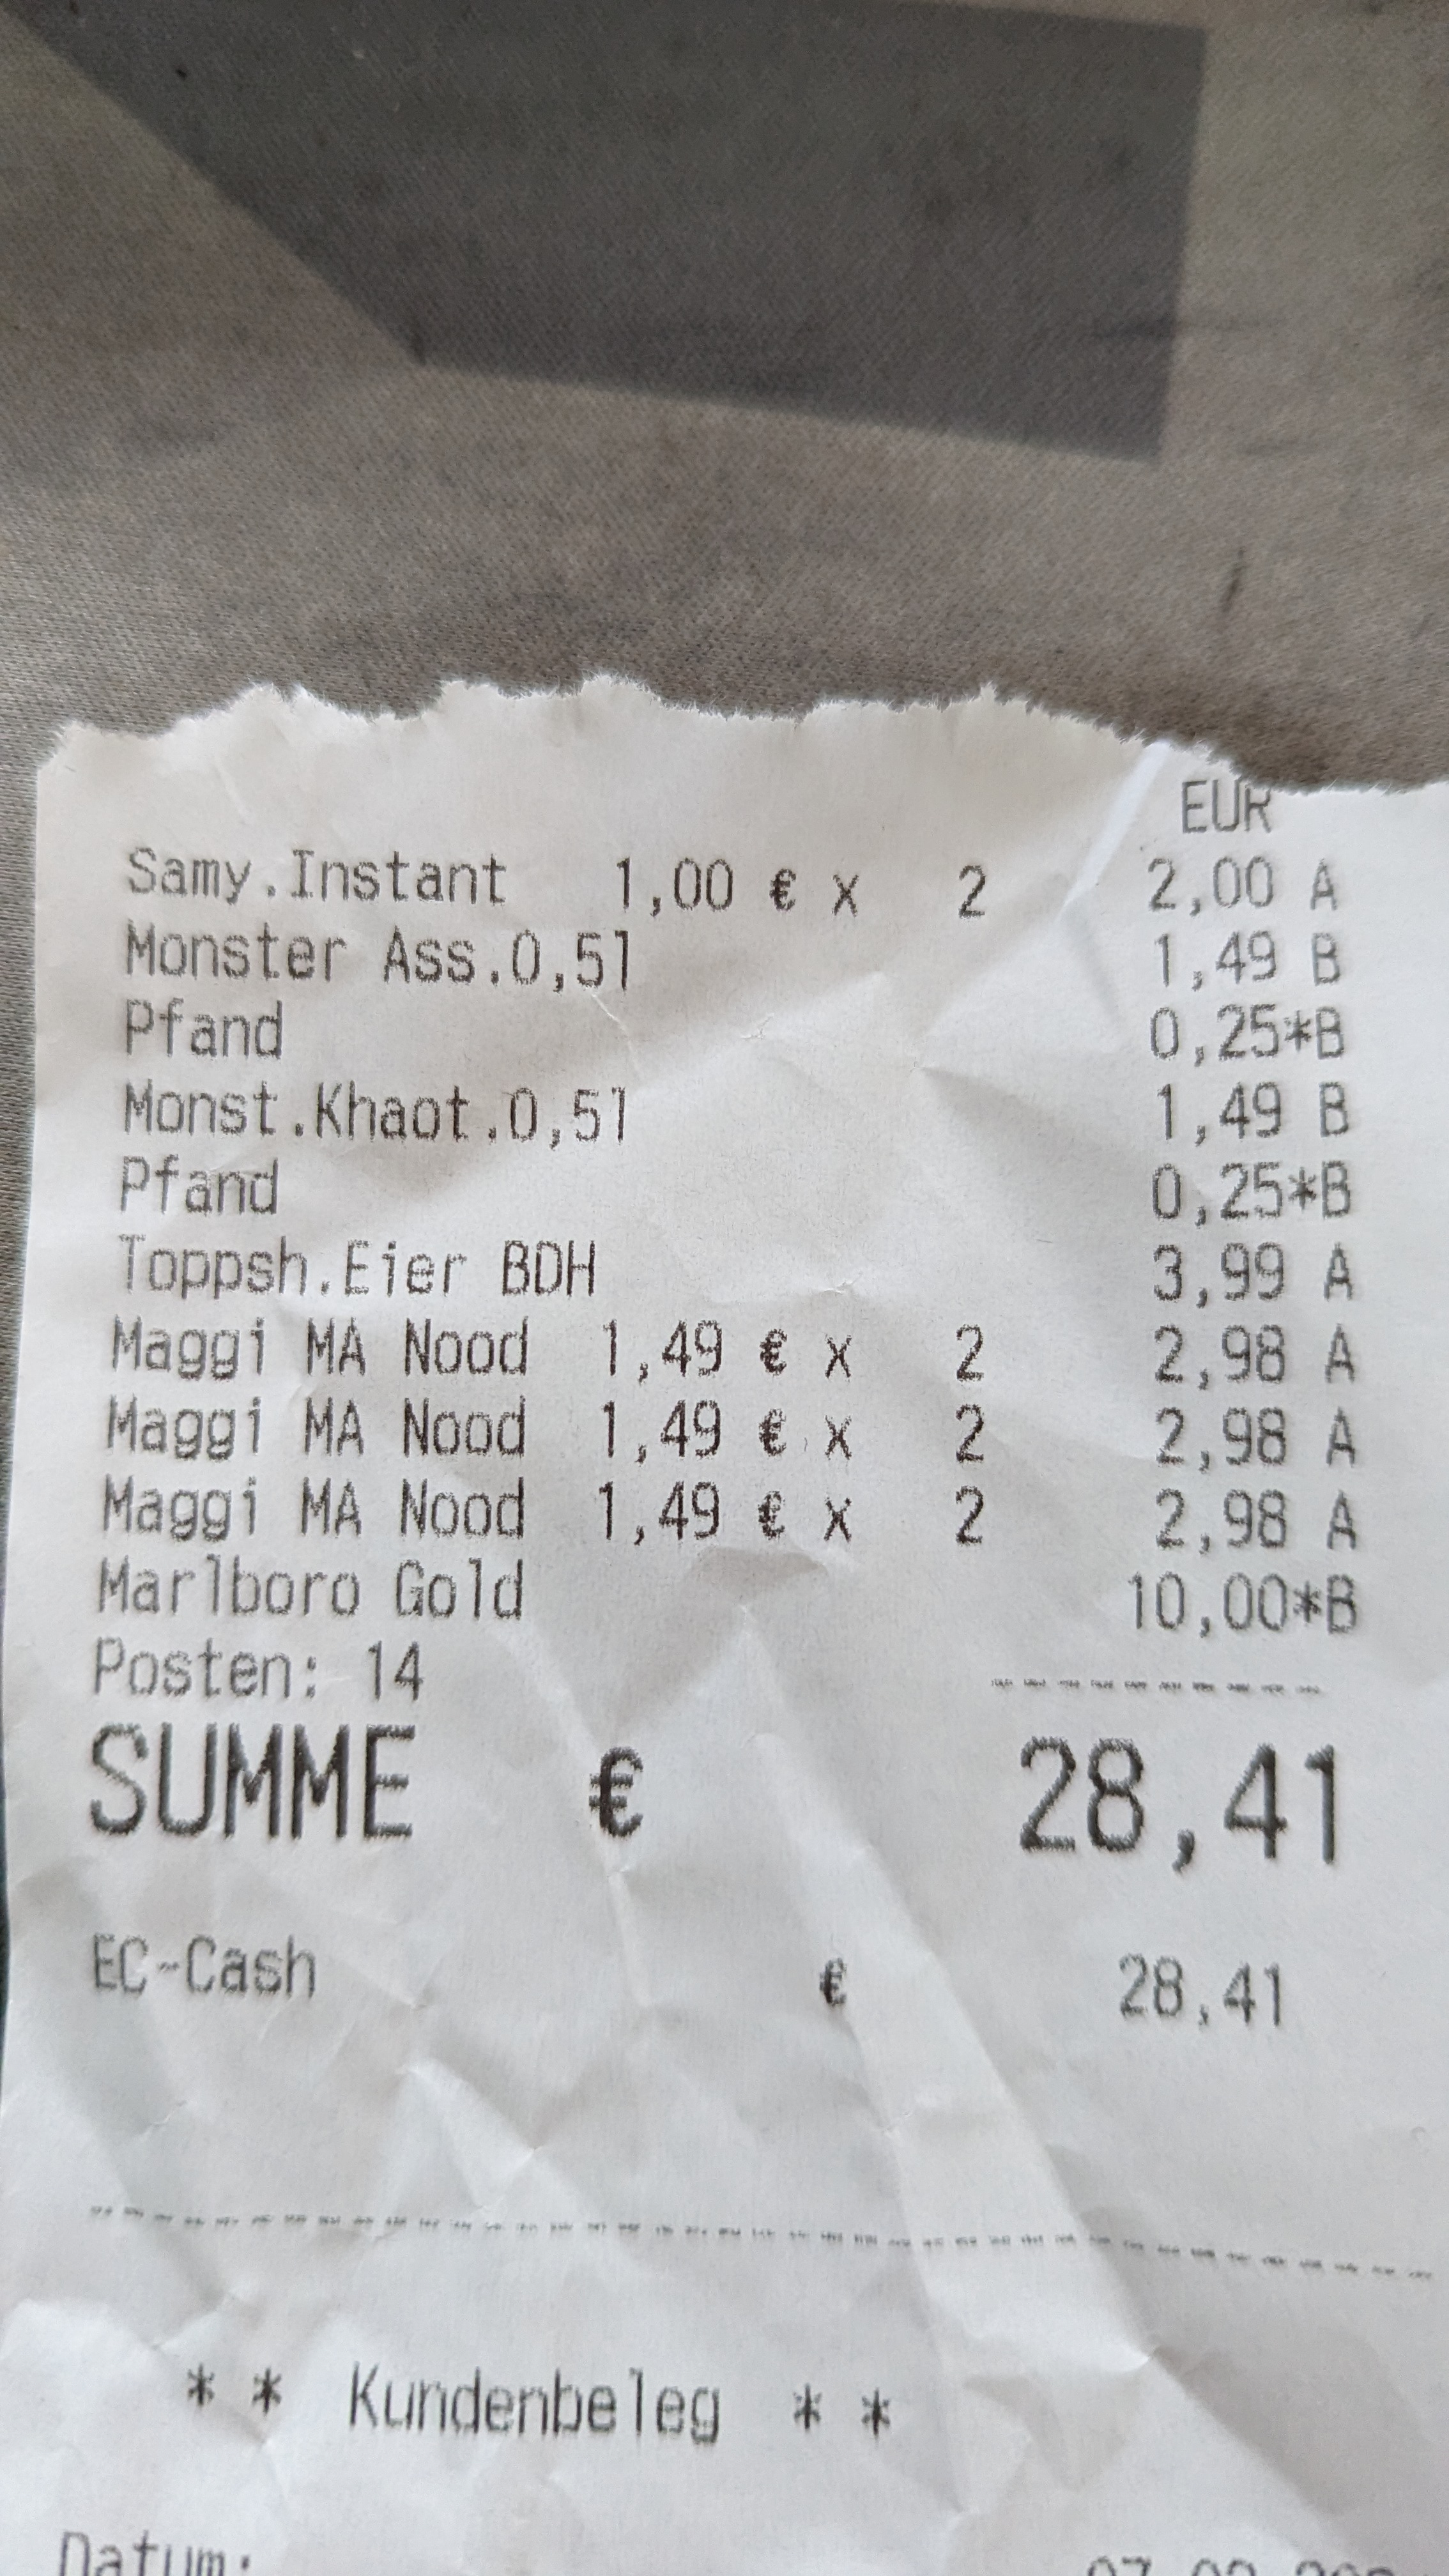 EUR
Samy.Instant 1,00 € x 2 2,00 A
Monster Ass.0,5l 1,49 B
Pfand 0,25*B
Monst.Khaot.0,5l 1,49 B
Pfand 0,25*B
Toppsh.Eier BDH 3,99 A
Maggi MA Nood 1,49 € x 2 2,98 A
Maggi MA Nood 1,49 € x 2 2,98 A
Maggi MA Nood 1,49 € x 2 2,98 A
Marlboro Gold 10,00*B
Posten: 14
SUMME € 28,41
EC-Cash € 28,41
* * Kundenbeleg * *
Datum: